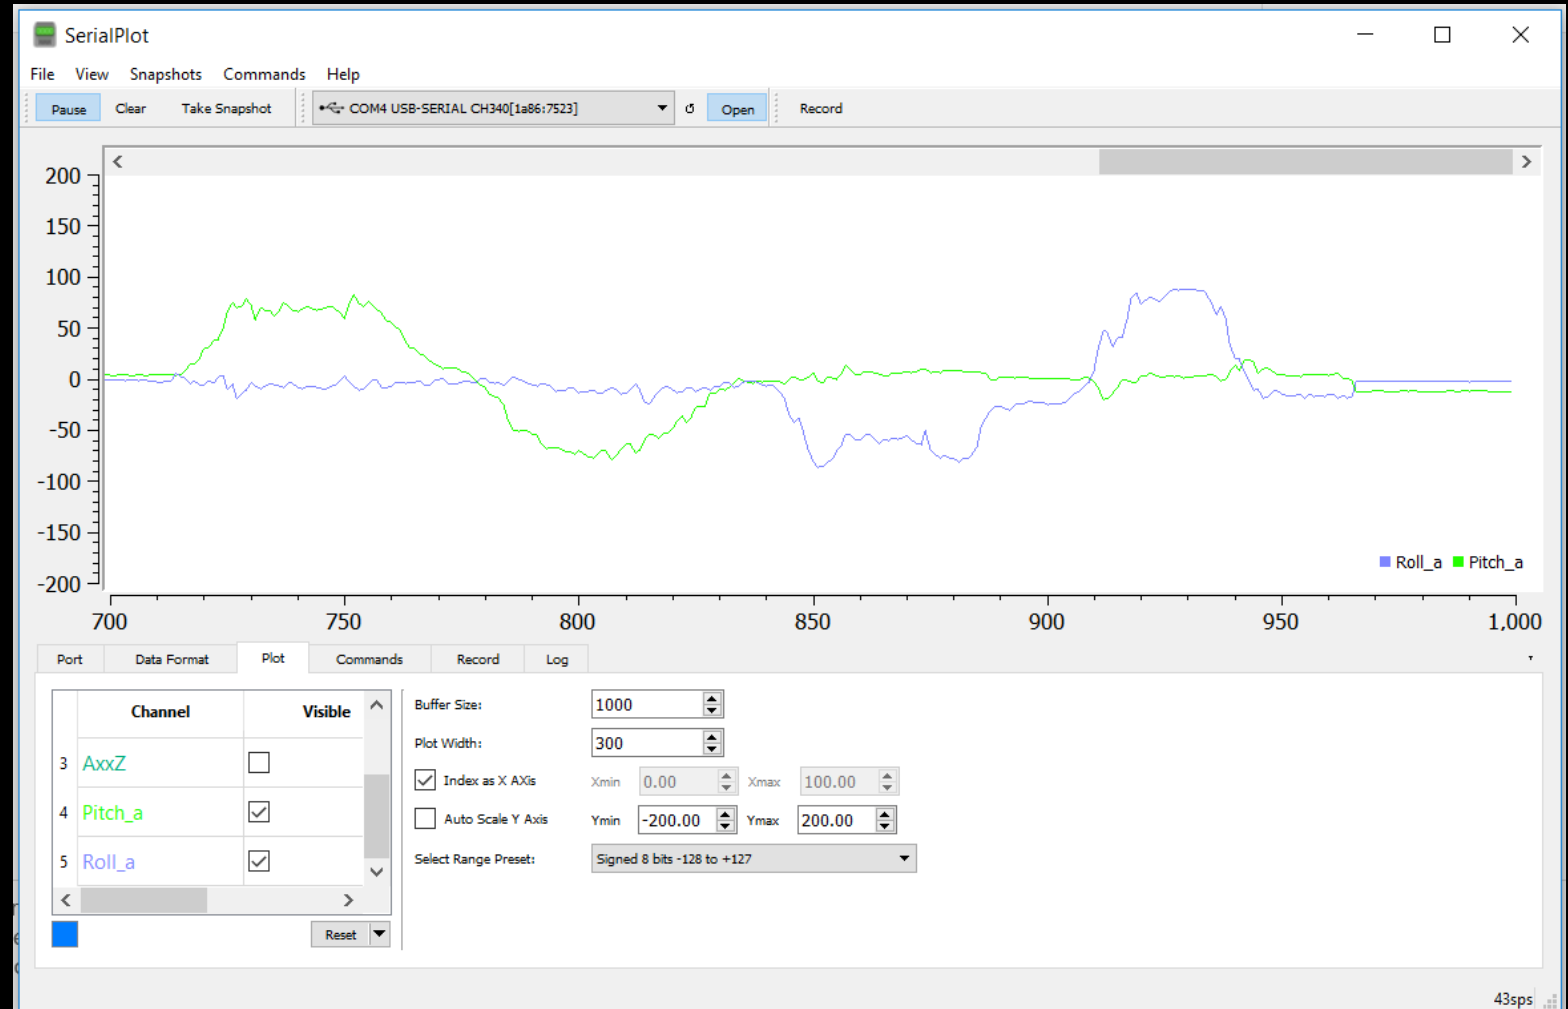 SerialPlot
File View Snapshots Commands Help
Pause Clear Take Snapshot COM4 USB-SERIAL CH340[1a86:7523] Open Record
200
150
100
50
0
-50
-100
-150
-200
Roll_a Pitch_a
700 750 800 850 900 950 1,000
Port Data Format Plot Commands Record Log
Channel Visible
3 AxxZ
4 Pitch_a
5 Roll_a
Reset
Buffer Size: 1000
Plot Width: 300
Index as X AXis Xmin 0.00 Xmax 100.00
Auto Scale Y Axis Ymin -200.00 Ymax 200.00
Select Range Preset: Signed 8 bits -128 to +127
43sps